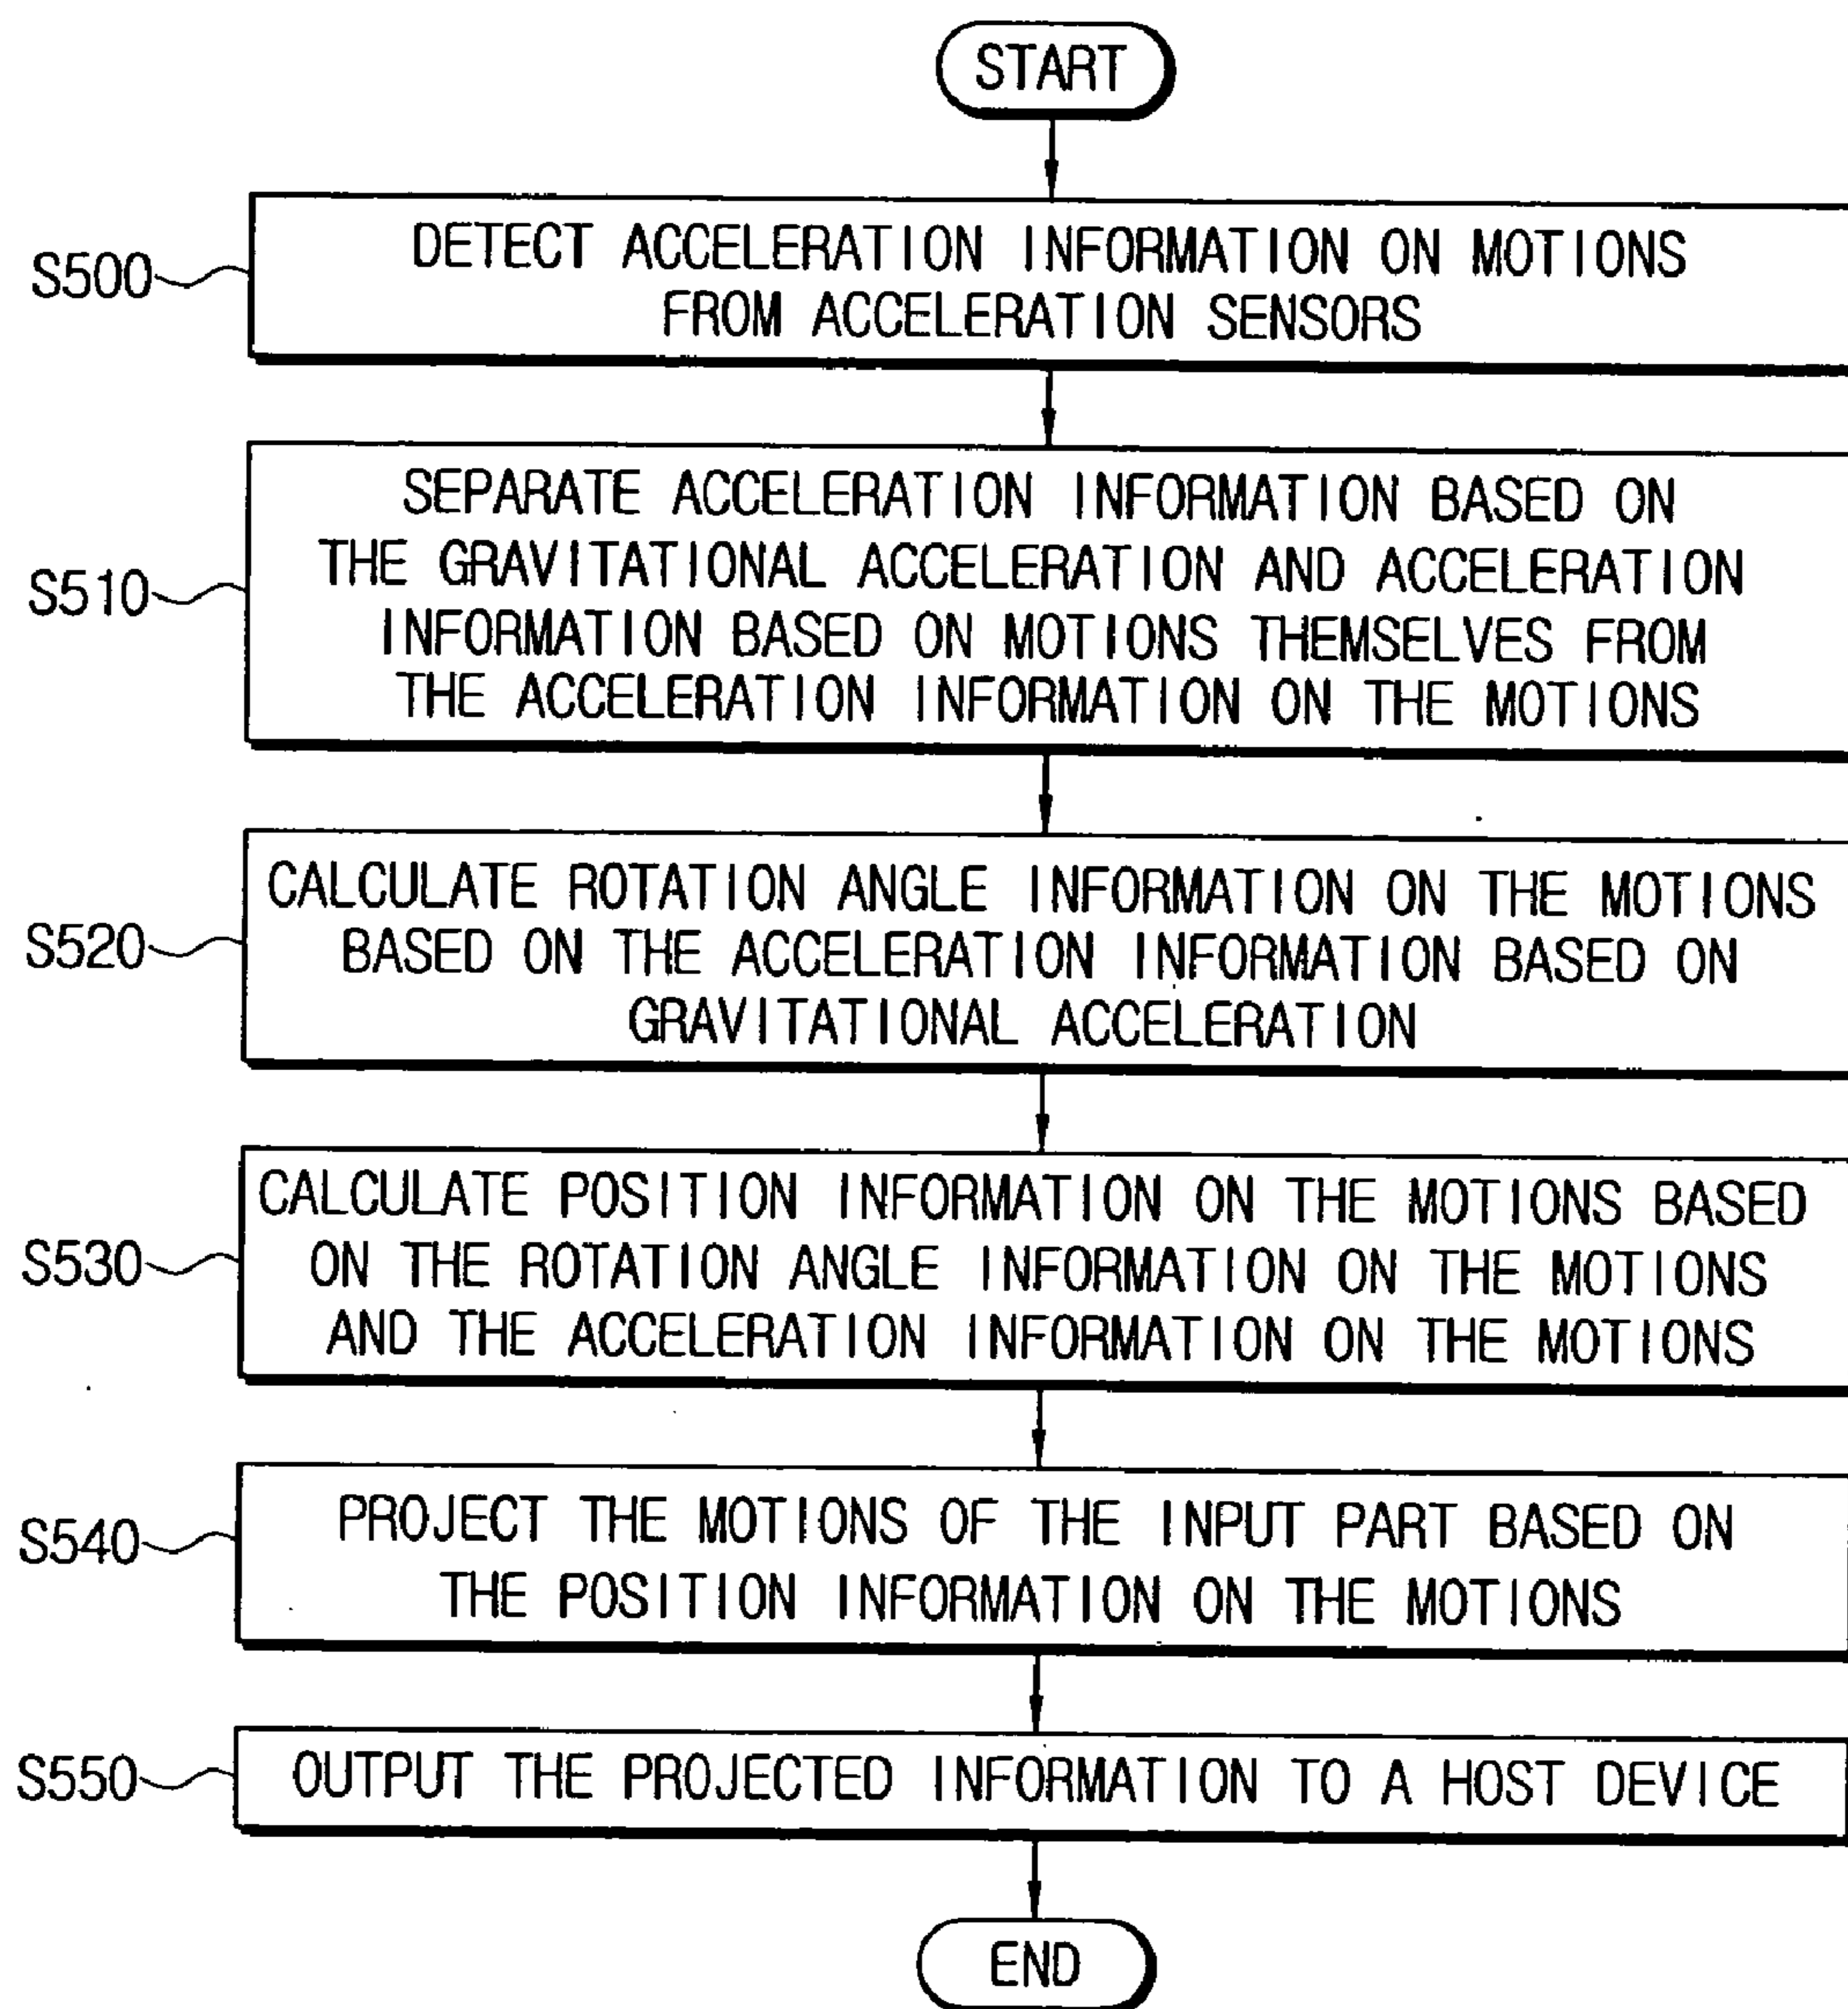 START
S500
DETECT ACCELERATION INFORMATION ON MOTIONS
FROM ACCELERATION SENSORS
S510
SEPARATE ACCELERATION INFORMATION BASED ON
THE GRAVITATIONAL ACCELERATION AND ACCELERATION
INFORMATION BASED ON MOTIONS THEMSELVES FROM
THE ACCELERATION INFORMATION ON THE MOTIONS
S520
CALCULATE ROTATION ANGLE INFORMATION ON THE MOTIONS
BASED ON THE ACCELERATION INFORMATION BASED ON
GRAVITATIONAL ACCELERATION
S530
CALCULATE POSITION INFORMATION ON THE MOTIONS BASED
ON THE ROTATION ANGLE INFORMATION ON THE MOTIONS
AND THE ACCELERATION INFORMATION ON THE MOTIONS
S540
PROJECT THE MOTIONS OF THE INPUT PART BASED ON
THE POSITION INFORMATION ON THE MOTIONS
S550
OUTPUT THE PROJECTED INFORMATION TO A HOST DEVICE
END